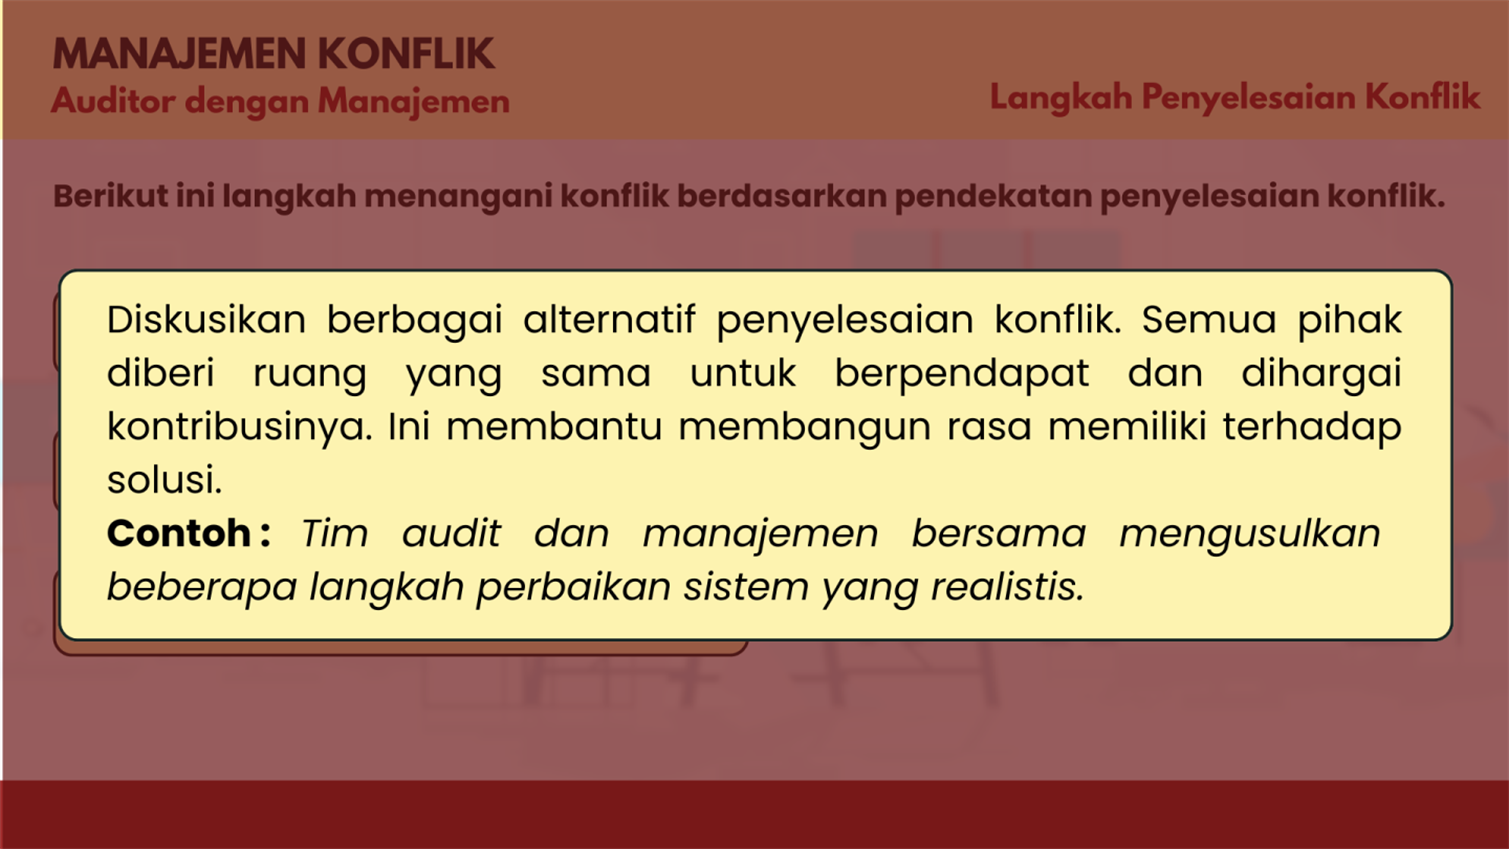 MANAJEMEN KONFLIK
Auditor dengan Manajemen
Langkah Penyelesaian Konflik
Berikut ini langkah menangani konflik berdasarkan pendekatan penyelesaian konflik.
Diskusikan berbagai alternatif penyelesaian konflik. Semua pihak
diberi ruang yang sama untuk berpendapat dan dihargai
kontribusinya. Ini membantu membangun rasa memiliki terhadap
solusi.
Contoh : Tim audit dan manajemen bersama mengusulkan
beberapa langkah perbaikan sistem yang realistis.